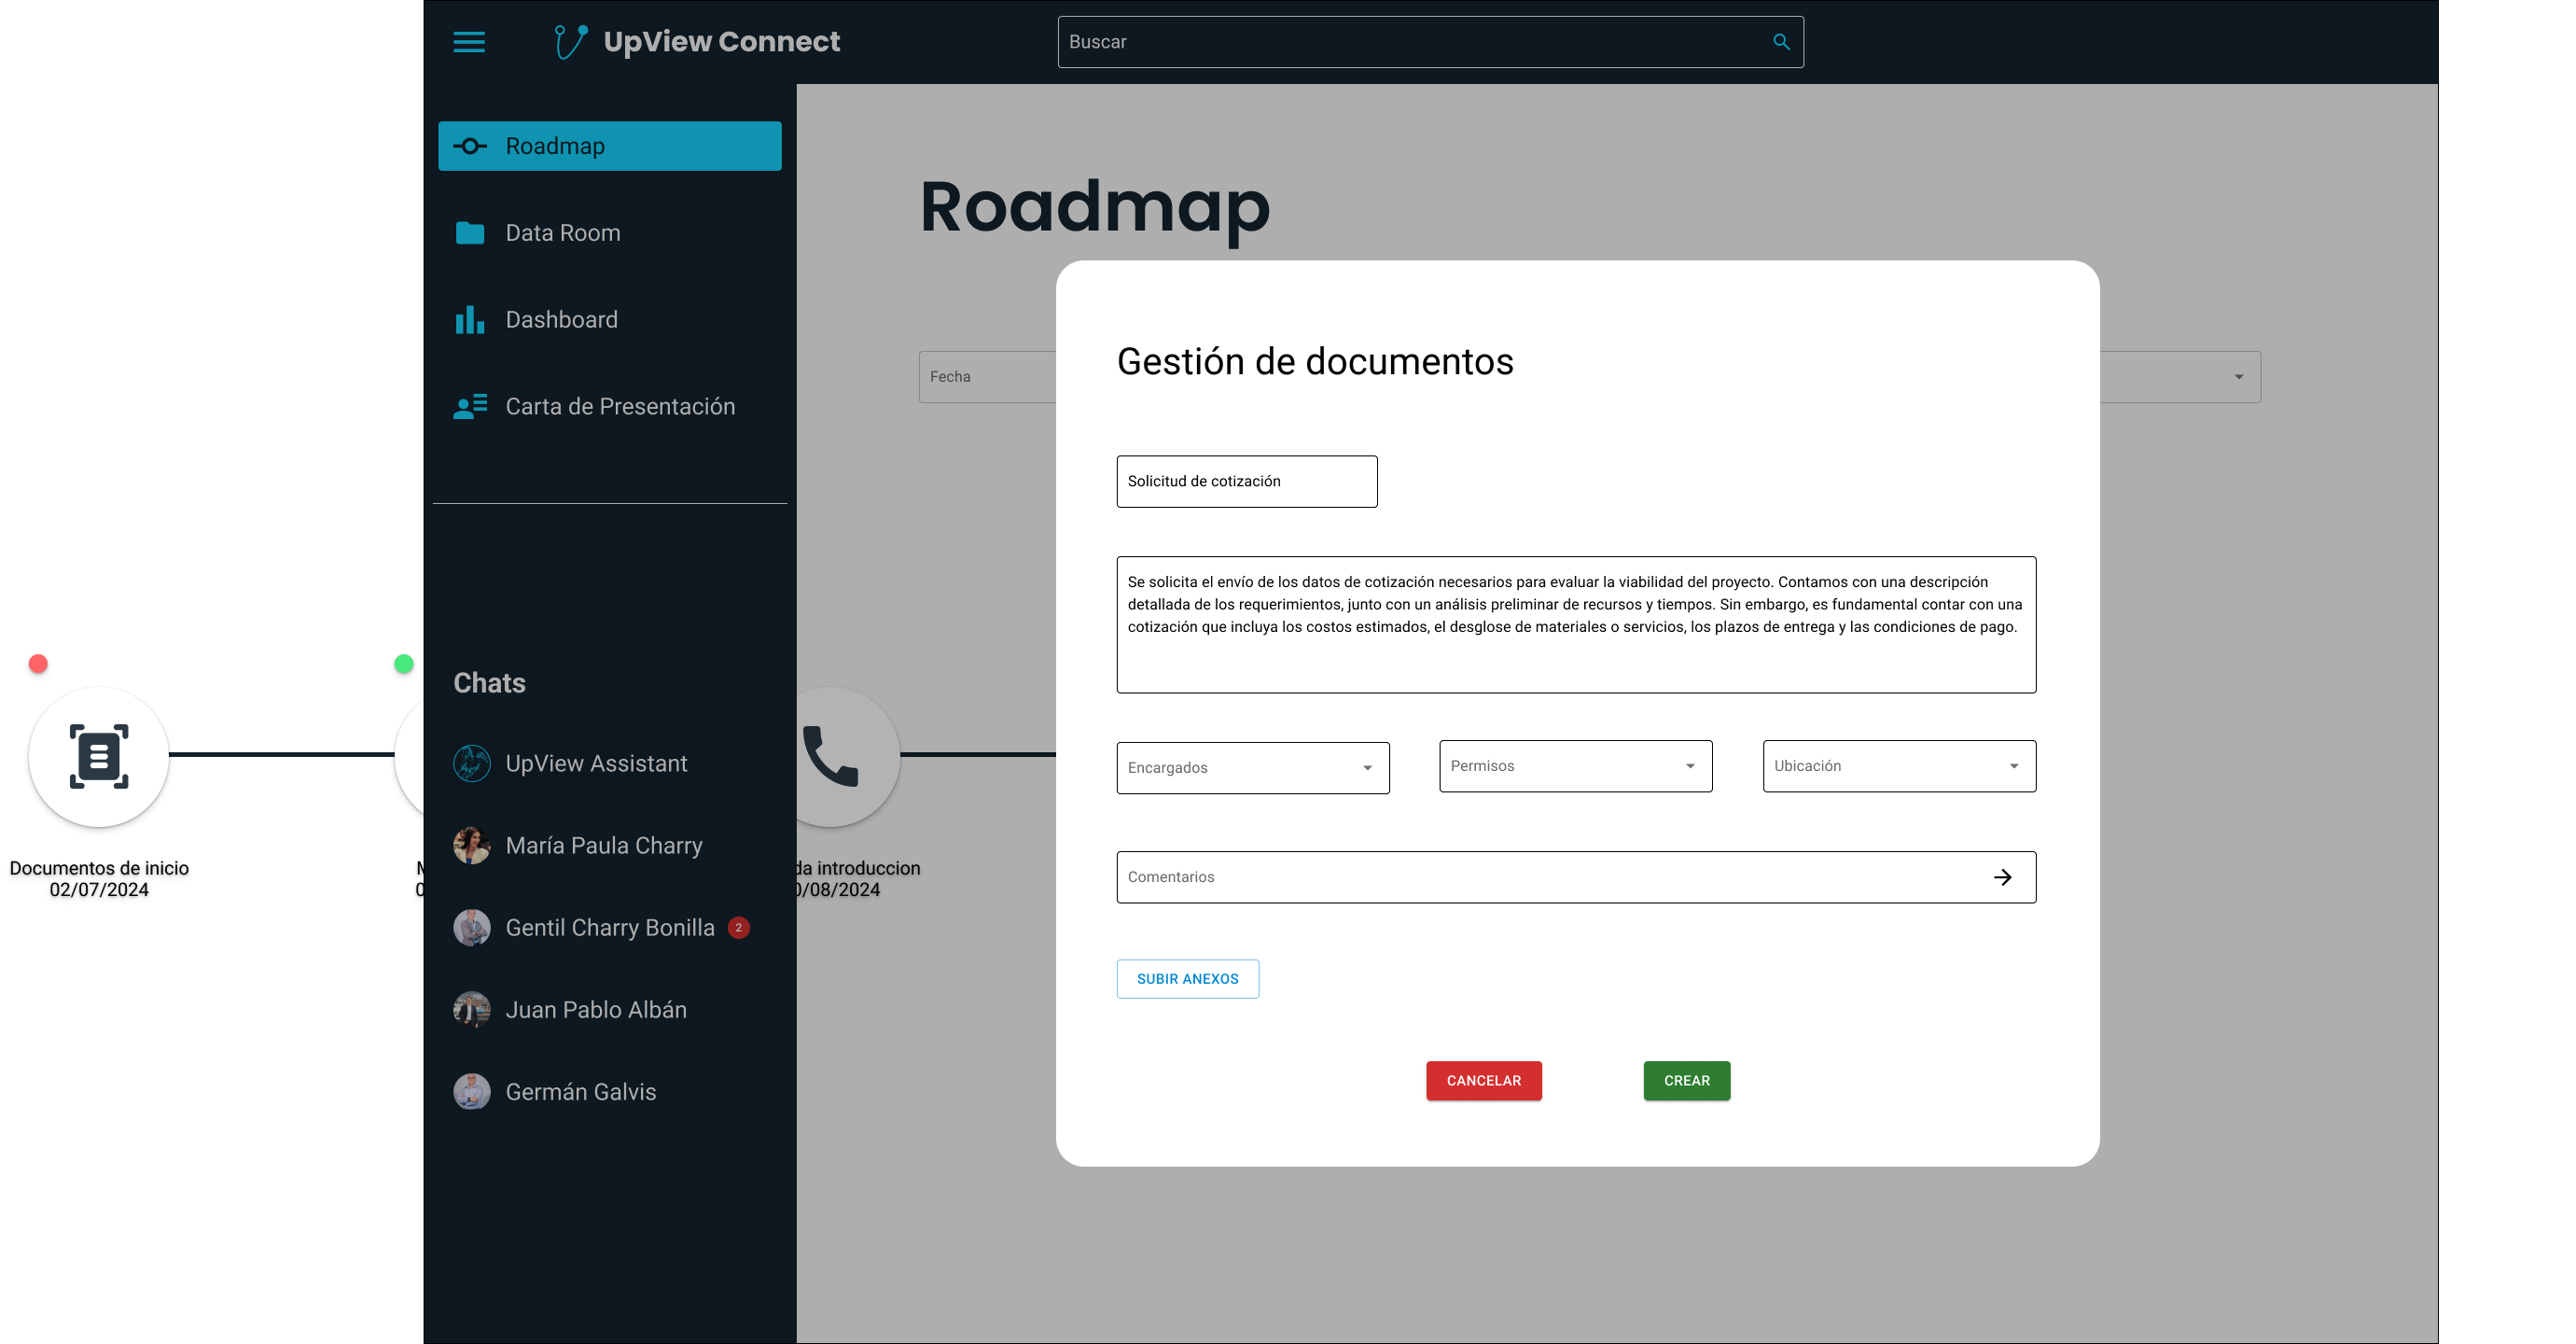 UpView Connect
Buscar
Roadmap
Data Room
Dashboard
Carta de Presentación
Chats
UpView Assistant
María Paula Charry
Gentil Charry Bonilla 2
Juan Pablo Albán
Germán Galvis
Documentos de inicio
02/07/2024
M
0
da introduccion
0/08/2024
Roadmap
Fecha
Gestión de documentos
Solicitud de cotización
Se solicita el envío de los datos de cotización necesarios para evaluar la viabilidad del proyecto. Contamos con una descripción
detallada de los requerimientos, junto con un análisis preliminar de recursos y tiempos. Sin embargo, es fundamental contar con una
cotización que incluya los costos estimados, el desglose de materiales o servicios, los plazos de entrega y las condiciones de pago.
Encargados
Permisos
Ubicación
Comentarios
SUBIR ANEXOS
CANCELAR
CREAR